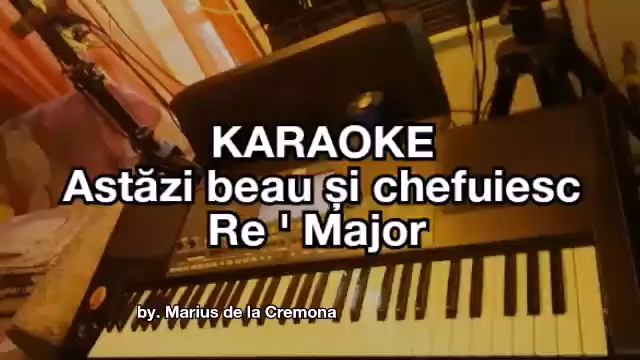 KARAOKE
Astăzi beau și chefuiesc
Re ' Major
by. Marius de la Cremona